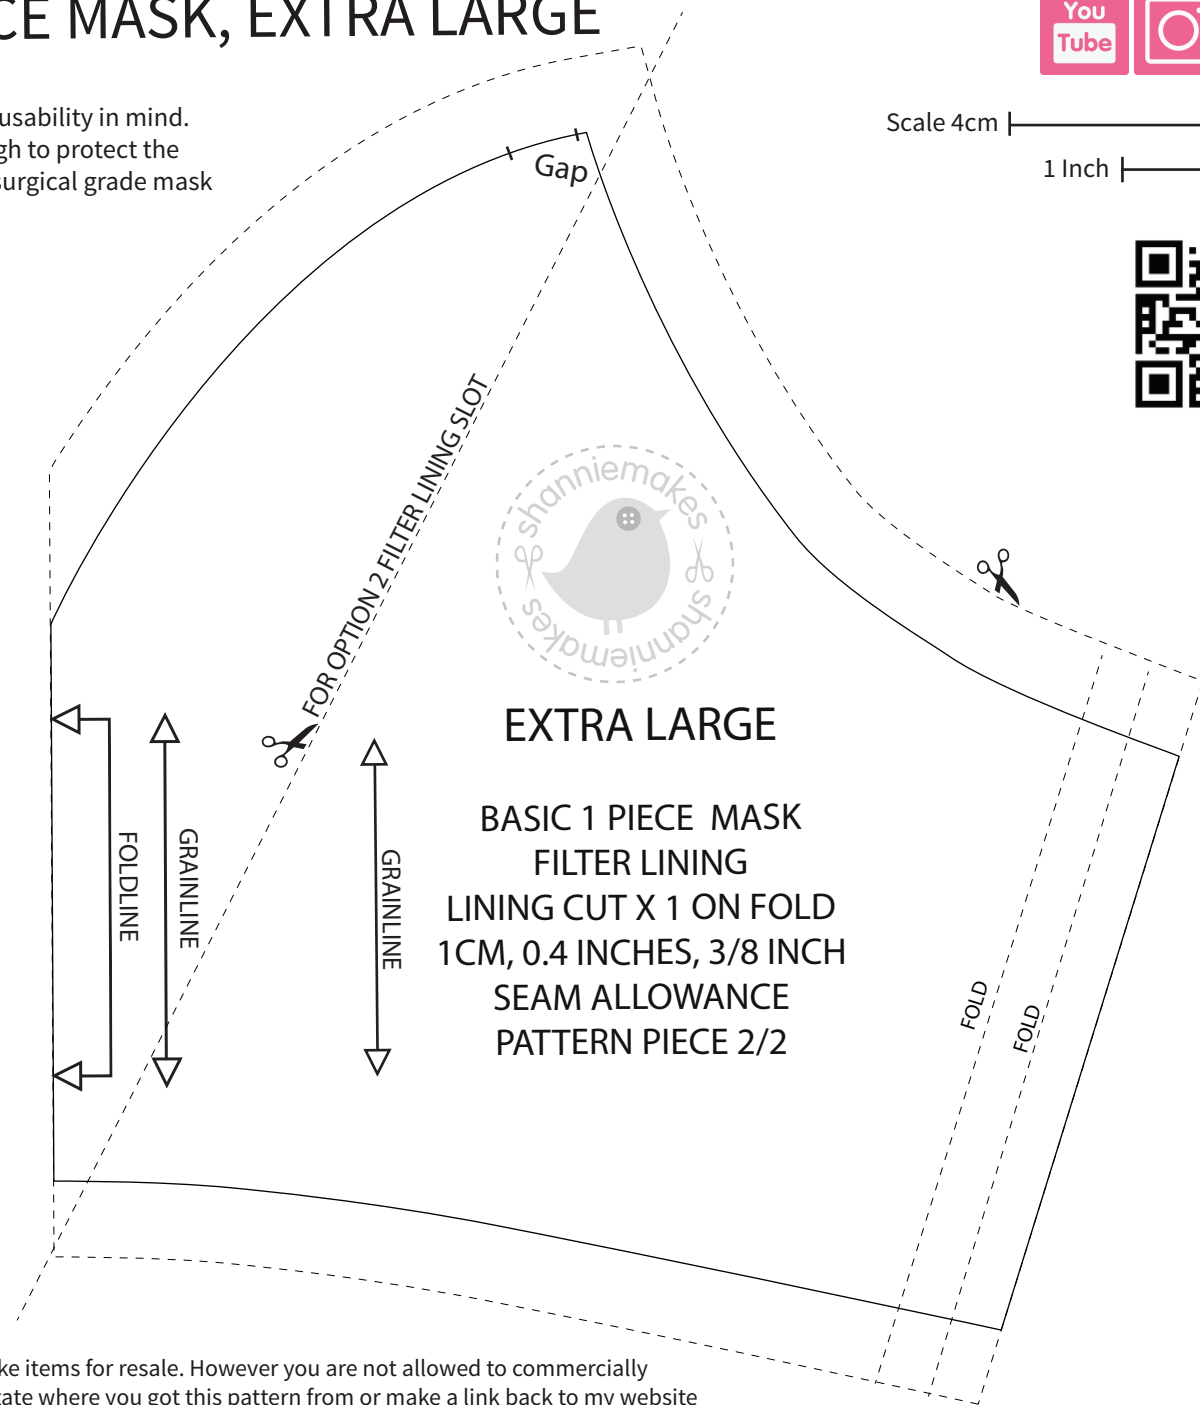 CE MASK, EXTRA LARGE
You
Tube
usability in mind.
gh to protect the
surgical grade mask
Scale 4cm
1 Inch
Gap
FOR OPTION 2 FILTER LINING SLOT
shanniemakes
shanniemakes
EXTRA LARGE
BASIC 1 PIECE MASK
FILTER LINING
LINING CUT X 1 ON FOLD
1CM, 0.4 INCHES, 3/8 INCH
SEAM ALLOWANCE
PATTERN PIECE 2/2
FOLDLINE
GRAINLINE
GRAINLINE
FOLD
FOLD
ke items for resale. However you are not allowed to commercially
tate where you got this pattern from or make a link back to my website